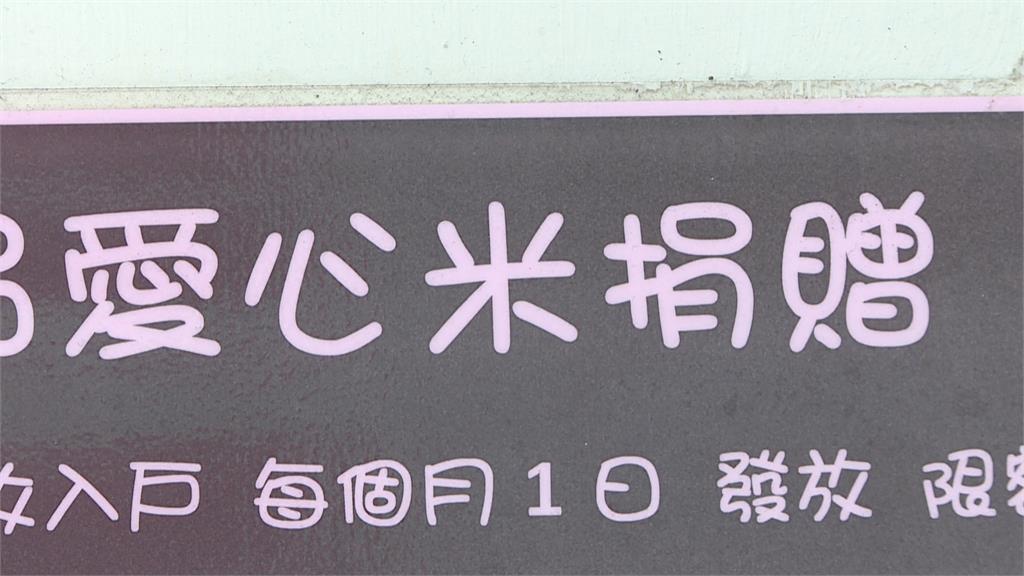 愛心米捐贈
入戶 每個月1日 發放 限